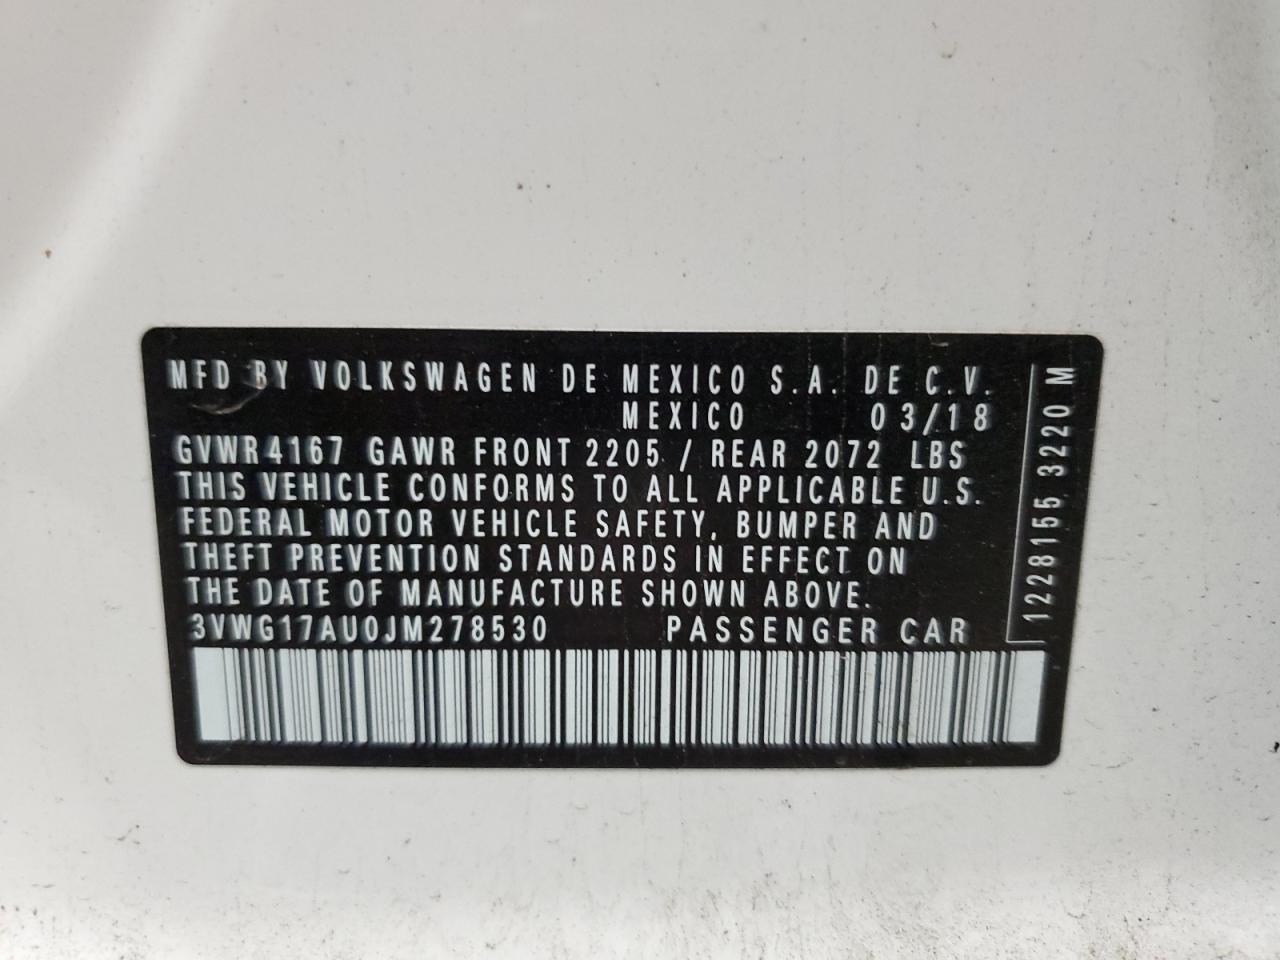 MFD BY VOLKSWAGEN DE MEXICO S.A. DE C.V.
MEXICO 03/18
GVWR4167 GAWR FRONT 2205 / REAR 2072 LBS
THIS VEHICLE CONFORMS TO ALL APPLICABLE U.S.
FEDERAL MOTOR VEHICLE SAFETY, BUMPER AND
THEFT PREVENTION STANDARDS IN EFFECT ON
THE DATE OF MANUFACTURE SHOWN ABOVE.
3VWG17AU0JM278530 PASSENGER CAR
1228155 3220 M